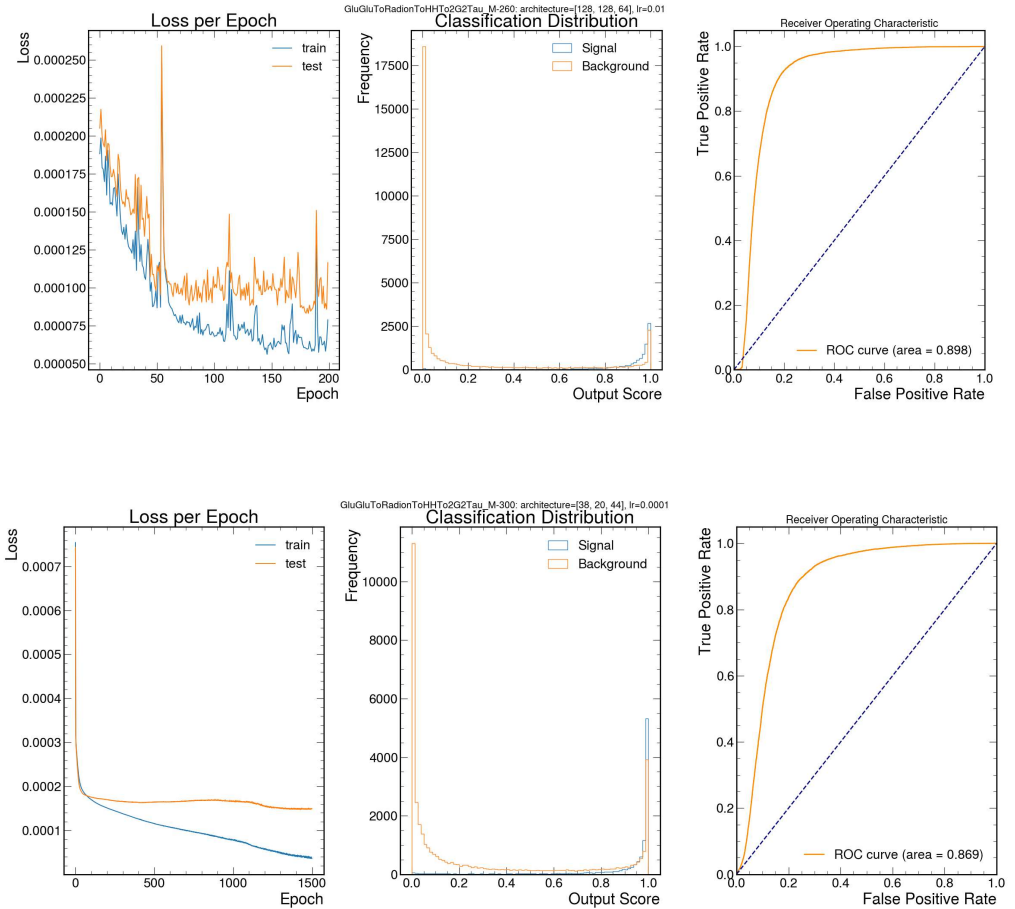 GluGluToRadionToHHTo2G2Tau_M-260: architecture=[128, 128, 64], lr=0.01
Loss per Epoch
Loss
train
test
0.000250
0.000225
0.000200
0.000175
0.000150
0.000125
0.000100
0.000075
0.000050
0 50 100 150 200
Epoch
Classification Distribution
Frequency
Signal
Background
17500
15000
12500
10000
7500
5000
2500
0
0.0 0.2 0.4 0.6 0.8 1.0
Output Score
Receiver Operating Characteristic
True Positive Rate
1.0
0.8
0.6
0.4
0.2
0.0
ROC curve (area = 0.898)
0.0 0.2 0.4 0.6 0.8 1.0
False Positive Rate
GluGluToRadionToHHTo2G2Tau_M-300: architecture=[38, 20, 44], lr=0.0001
Loss per Epoch
Loss
train
test
0.0007
0.0006
0.0005
0.0004
0.0003
0.0002
0.0001
0 500 1000 1500
Epoch
Classification Distribution
Frequency
Signal
Background
10000
8000
6000
4000
2000
0
0.0 0.2 0.4 0.6 0.8 1.0
Output Score
Receiver Operating Characteristic
True Positive Rate
1.0
0.8
0.6
0.4
0.2
0.0
ROC curve (area = 0.869)
0.0 0.2 0.4 0.6 0.8 1.0
False Positive Rate